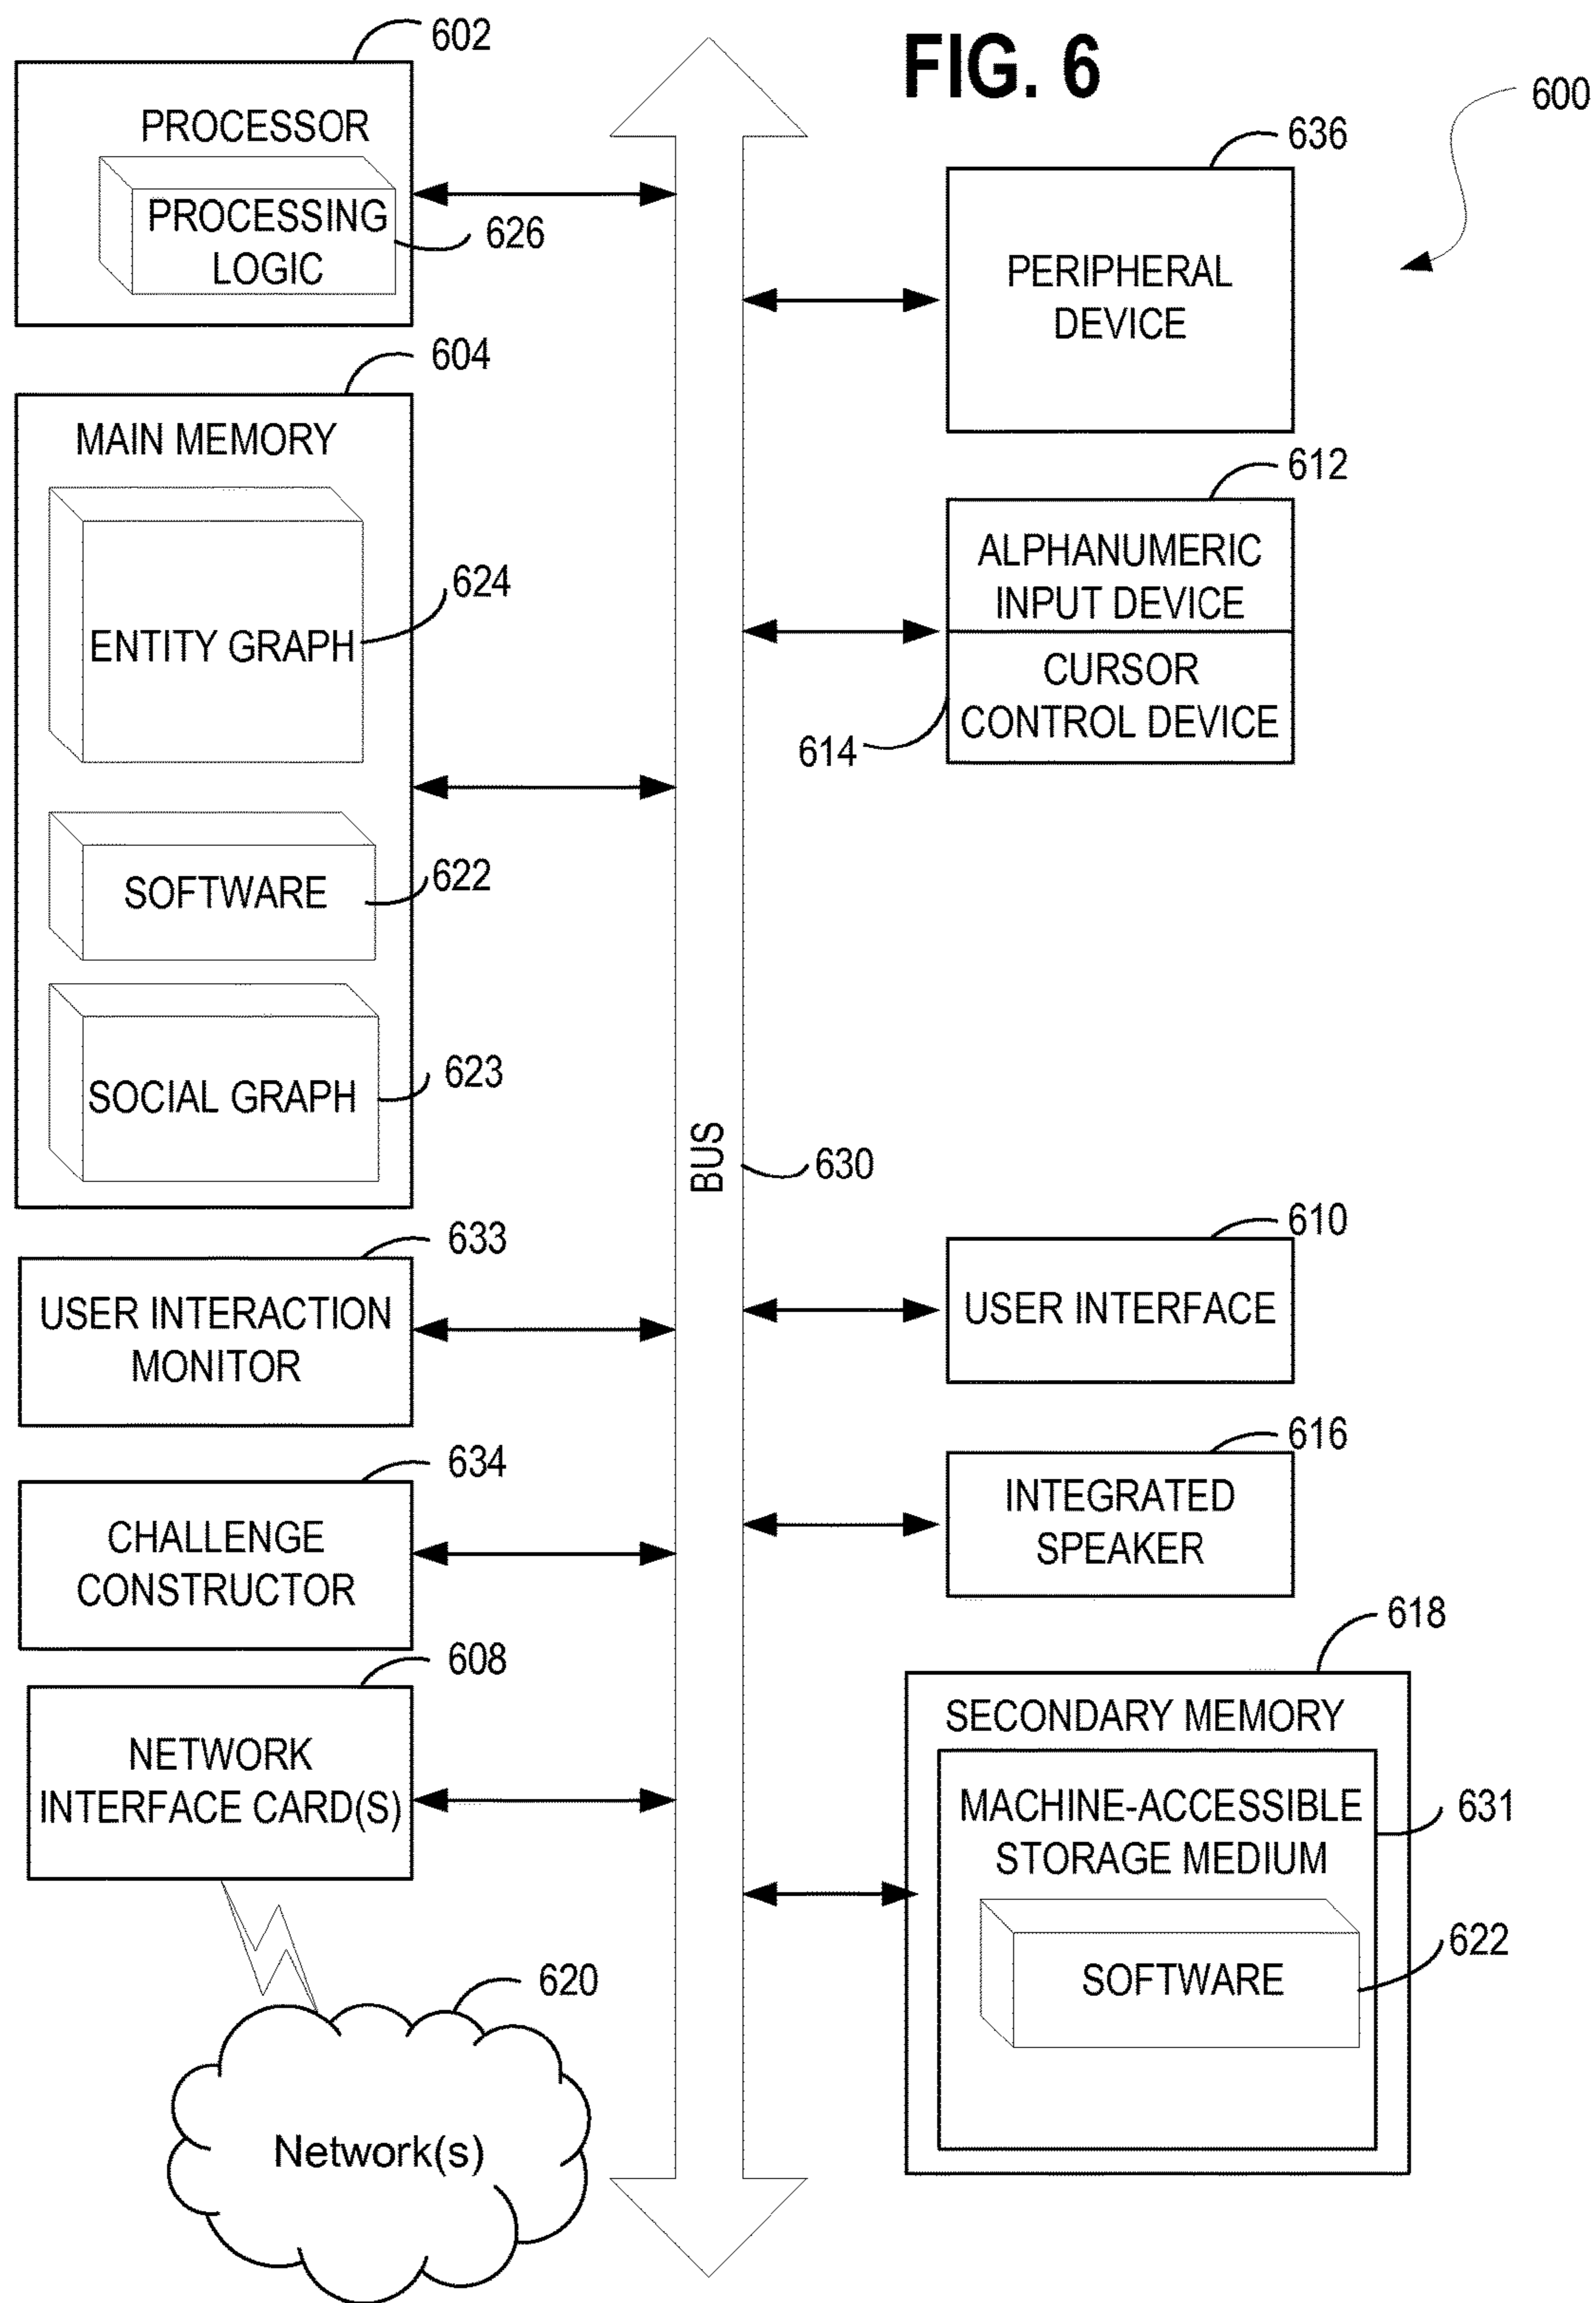 FIG. 6
600
602
PROCESSOR
PROCESSING
LOGIC
626
604
MAIN MEMORY
ENTITY GRAPH
624
SOFTWARE
622
SOCIAL GRAPH
623
633
USER INTERACTION
MONITOR
634
CHALLENGE
CONSTRUCTOR
608
NETWORK
INTERFACE CARD(S)
620
Network(s)
BUS
630
636
PERIPHERAL
DEVICE
612
ALPHANUMERIC
INPUT DEVICE
CURSOR
CONTROL DEVICE
614
610
USER INTERFACE
616
INTEGRATED
SPEAKER
618
SECONDARY MEMORY
MACHINE-ACCESSIBLE
STORAGE MEDIUM
631
SOFTWARE
622